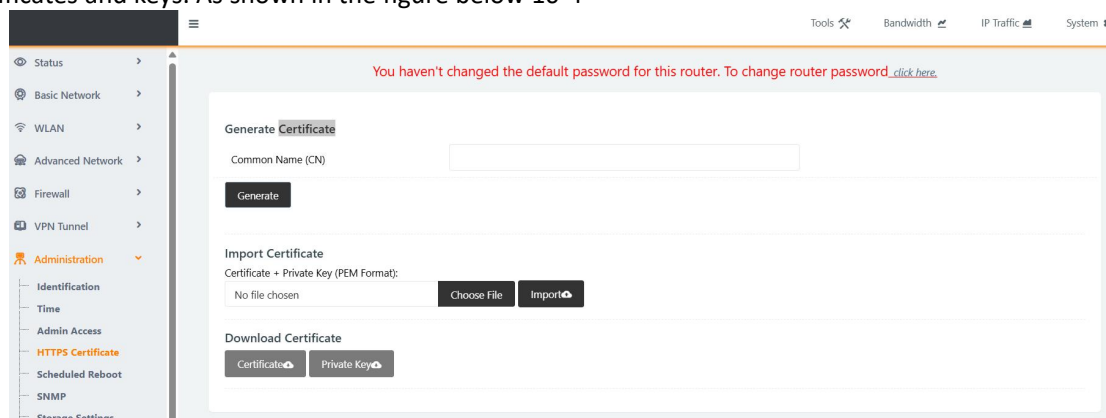 icates and keys. As shown in the figure below 10
Tools Bandwidth IP Traffic System
Status
You haven't changed the default password for this router. To change router password click here.
Basic Network
WLAN
Generate Certificate
Common Name (CN)
Advanced Network
Firewall
Generate
VPN Tunnel
Import Certificate
Administration
Certificate + Private Key (PEM Format):
Identification
No file chosen Choose File Import
Time
Admin Access
Download Certificate
HTTPS Certificate
Certificate Private Key
Scheduled Reboot
SNMP
Storage Settings